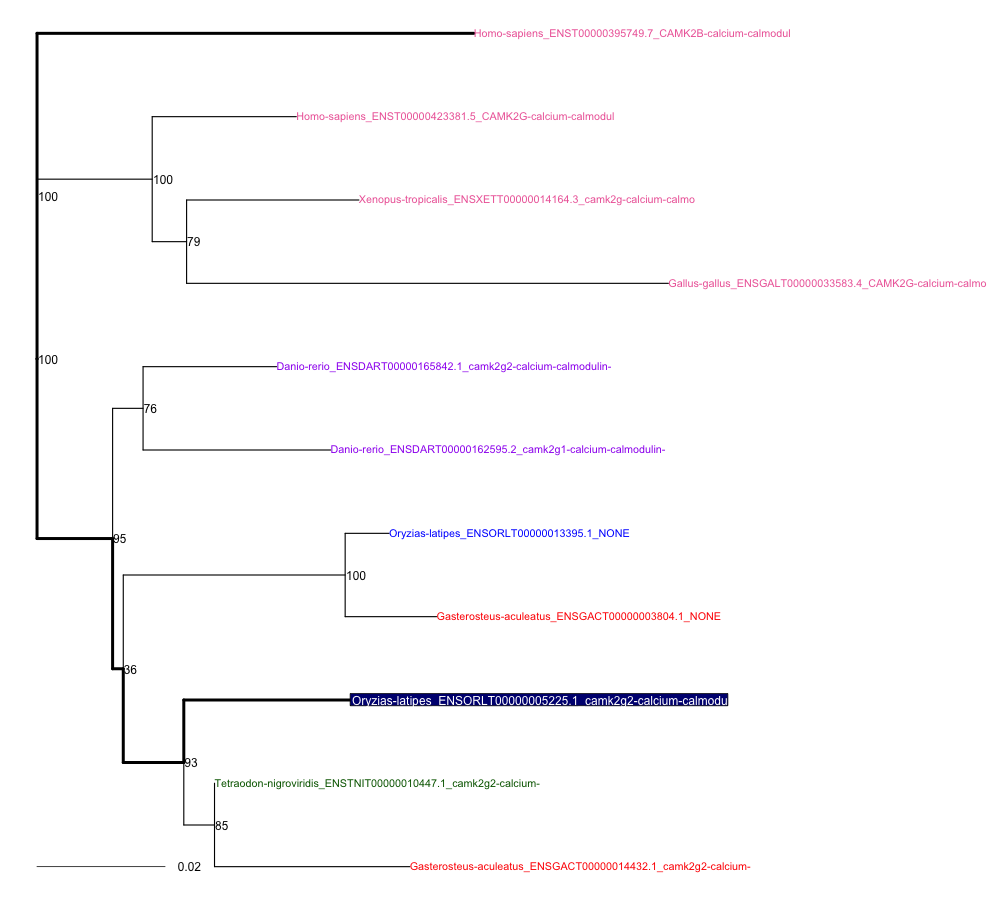 Homo-sapiens_ENST00000395749.7_CAMK2B-calcium-calmodul
Homo-sapiens_ENST00000423381.5_CAMK2G-calcium-calmodul
100
100
Xenopus-tropicalis_ENSXETT00000014164.3_camk2g-calcium-calmo
79
Gallus-gallus_ENSGALT00000033583.4_CAMK2G-calcium-calmo
100
Danio-rerio_ENSDART00000165842.1_camk2g2-calcium-calmodulin-
76
Danio-rerio_ENSDART00000162595.2_camk2g1-calcium-calmodulin-
Oryzias-latipes_ENSORLT00000013395.1_NONE
95
100
Gasterosteus-aculeatus_ENSGACT00000003804.1_NONE
36
Oryzias-latipes_ENSORLT00000005225.1_camk2g2-calcium-calmodu
93
Tetraodon-nigroviridis_ENSTNIT00000010447.1_camk2g2-calcium-
85
0.02
Gasterosteus-aculeatus_ENSGACT00000014432.1_camk2g2-calcium-